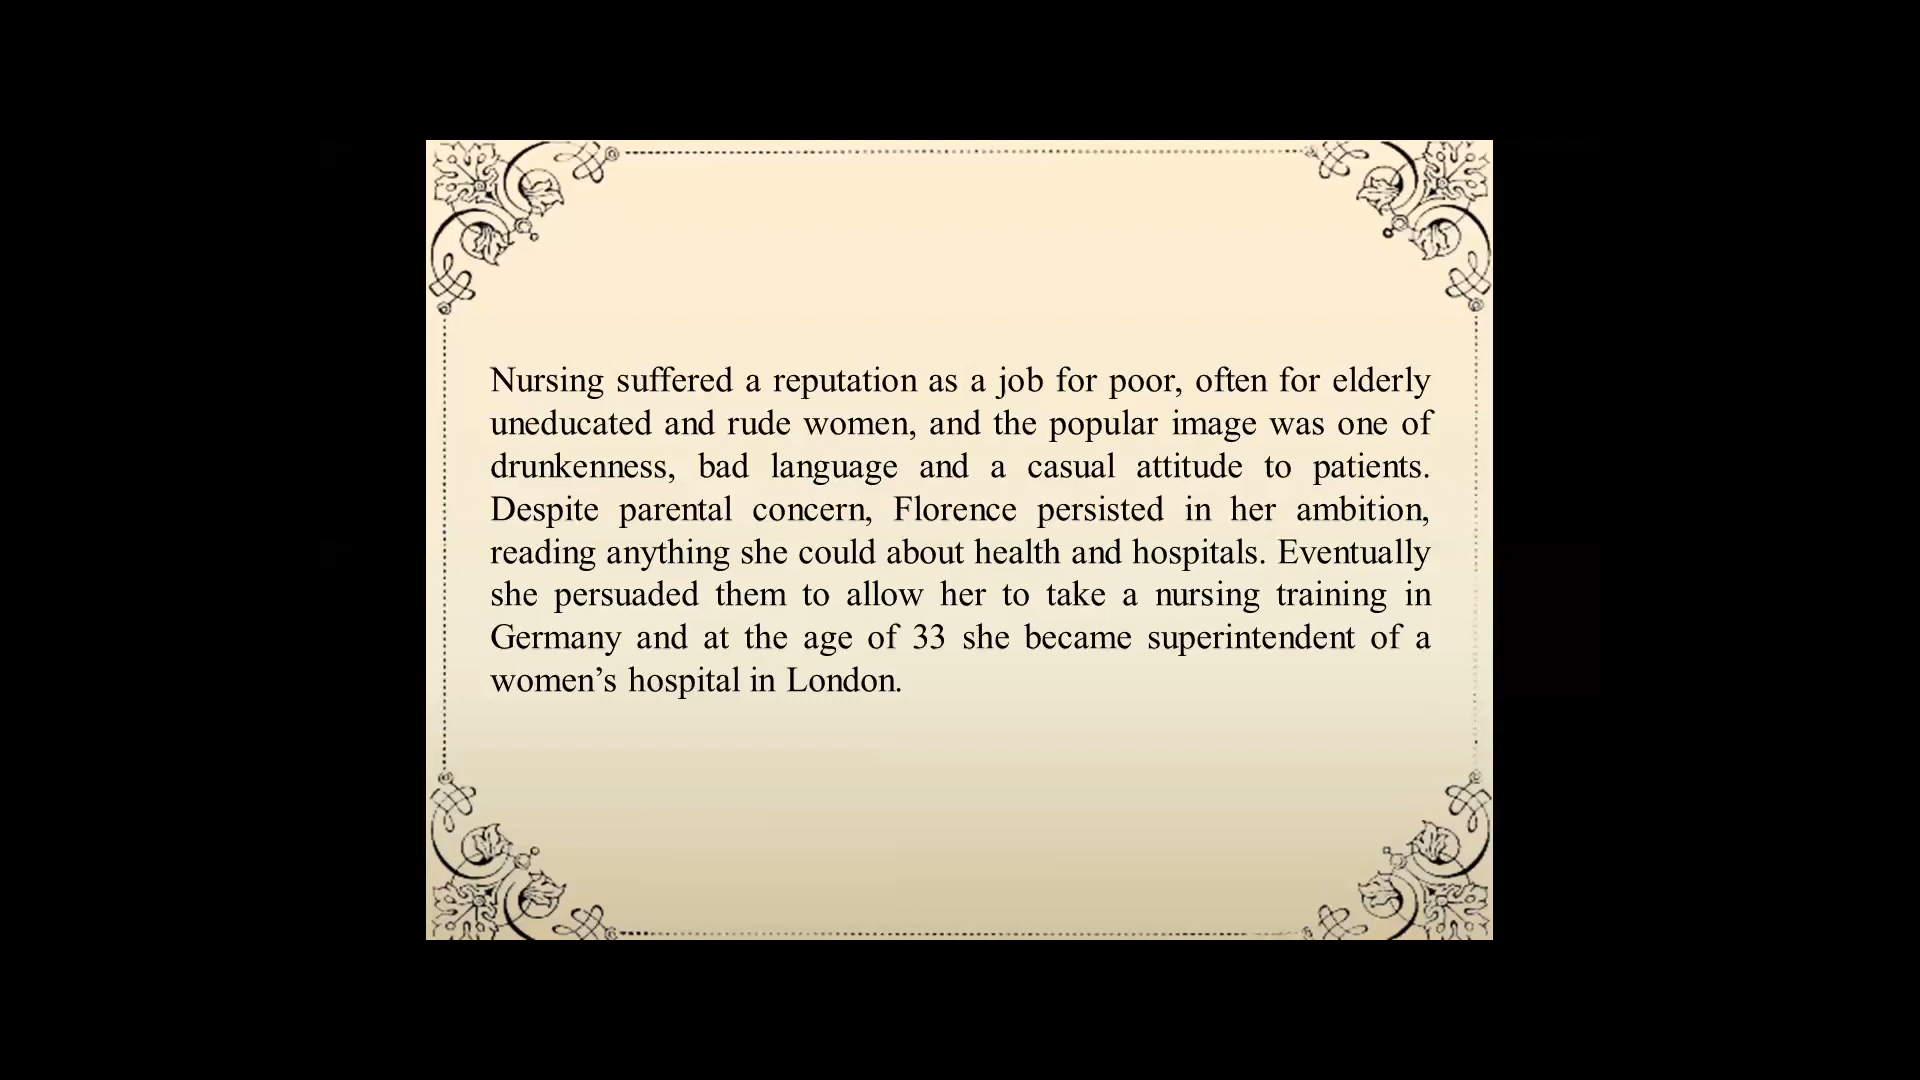 Nursing suffered a reputation as a job for poor, often for elderly
uneducated and rude women, and the popular image was one of
drunkenness, bad language and a casual attitude to patients.
Despite parental concern, Florence persisted in her ambition,
reading anything she could about health and hospitals. Eventually
she persuaded them to allow her to take a nursing training in
Germany and at the age of 33 she became superintendent of a
women’s hospital in London.